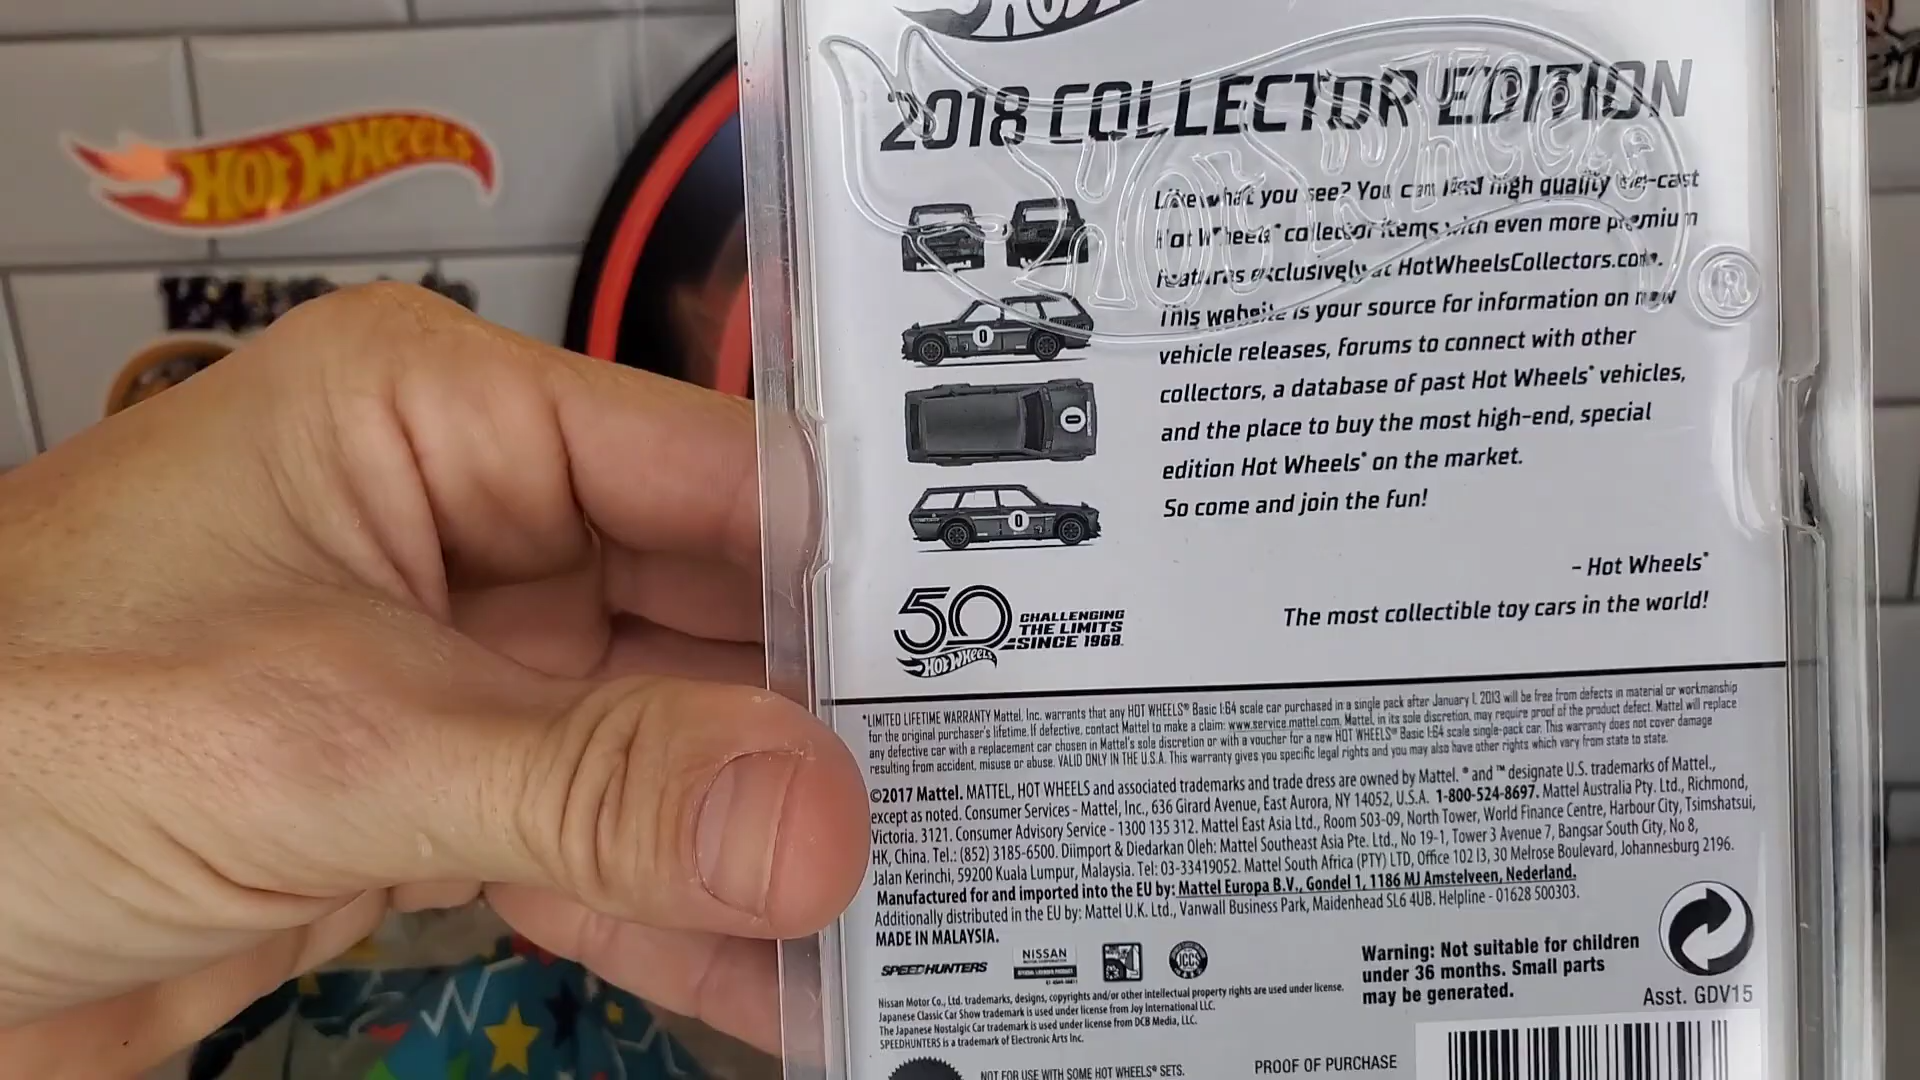 HOT WHEELS
2018 COLLECTOR EDITION
Like what you see? You can find high quality die-cast
Hot Wheels® collector items with even more premium
features exclusively at HotWheelsCollectors.com.
This website is your source for information on new
vehicle releases, forums to connect with other
collectors, a database of past Hot Wheels® vehicles,
and the place to buy the most high-end, special
edition Hot Wheels® on the market.
So come and join the fun!
- Hot Wheels®
The most collectible toy cars in the world!
HOT WHEELS
®
0
0
0
50
CHALLENGING
THE LIMITS
SINCE 1968.
HOT WHEELS
*LIMITED LIFETIME WARRANTY Mattel, Inc. warrants that any HOT WHEELS® Basic 1:64 scale car purchased in a single pack after January 1, 2013 will be free from defects in material or workmanship
for the original purchaser's lifetime. If defective, contact Mattel to make a claim: www.service.mattel.com. Mattel, in its sole discretion, may require proof of the product defect. Mattel will replace
any defective car with a replacement car chosen in Mattel's sole discretion or with a voucher for a new HOT WHEELS® Basic 1:64 scale single-pack car. This warranty does not cover damage
resulting from accident, misuse or abuse. VALID ONLY IN THE U.S.A. This warranty gives you specific legal rights and you may also have other rights which vary from state to state.
©2017 Mattel. MATTEL, HOT WHEELS and associated trademarks and trade dress are owned by Mattel. ® and ™ designate U.S. trademarks of Mattel.,
except as noted. Consumer Services - Mattel, Inc., 636 Girard Avenue, East Aurora, NY 14052, U.S.A. 1-800-524-8697. Mattel Australia Pty. Ltd., Richmond,
Victoria. 3121. Consumer Advisory Service - 1300 135 312. Mattel East Asia Ltd., Room 503-09, North Tower, World Finance Centre, Harbour City, Tsimshatsui,
HK, China. Tel.: (852) 3185-6500. Diimport & Diedarkan Oleh: Mattel Southeast Asia Pte. Ltd., No 19-1, Tower 3 Avenue 7, Bangsar South City, No 8,
Jalan Kerinchi, 59200 Kuala Lumpur, Malaysia. Tel: 03-33419052. Mattel South Africa (PTY) LTD, Office 102 I3, 30 Melrose Boulevard, Johannesburg 2196.
Manufactured for and imported into the EU by: Mattel Europa B.V., Gondel 1, 1186 MJ Amstelveen, Nederland.
Additionally distributed in the EU by: Mattel U.K. Ltd., Vanwall Business Park, Maidenhead SL6 4UB. Helpline - 01628 500303.
MADE IN MALAYSIA.
SPEEDHUNTERS
NISSAN
JCCS
Warning: Not suitable for children
under 36 months. Small parts
may be generated.
Asst. GDV15
Nissan Motor Co., Ltd. trademarks, designs, copyrights and/or other intellectual property rights are used under license.
Japanese Classic Car Show trademark is used under license from Joy International LLC.
The Japanese Nostalgic Car trademark is used under license from DCB Media, LLC.
SPEEDHUNTERS is a trademark of Electronic Arts Inc.
NOT FOR USE WITH SOME HOT WHEELS® SETS.
PROOF OF PURCHASE